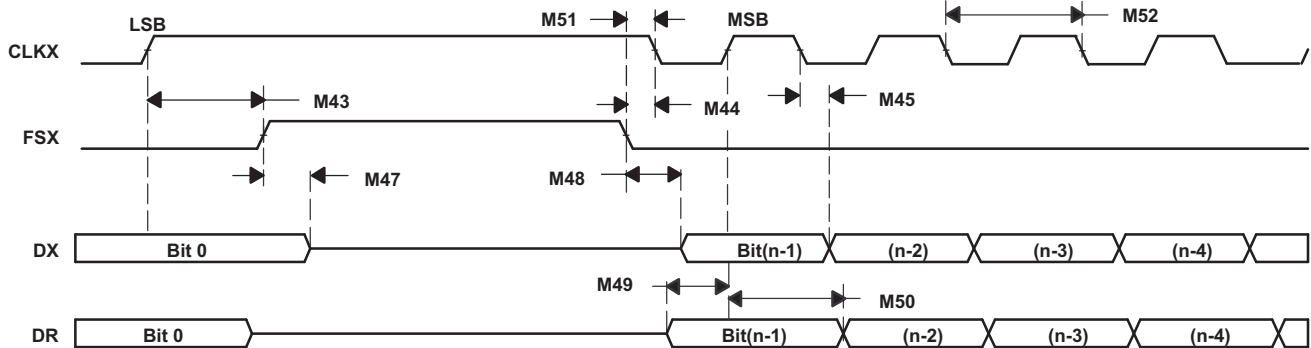 LSB
M51
MSB
M52
CLKX
M43
M44
M45
FSX
M47
M48
DX
Bit 0
Bit(n-1)
(n-2)
(n-3)
(n-4)
M49
M50
DR
Bit 0
Bit(n-1)
(n-2)
(n-3)
(n-4)